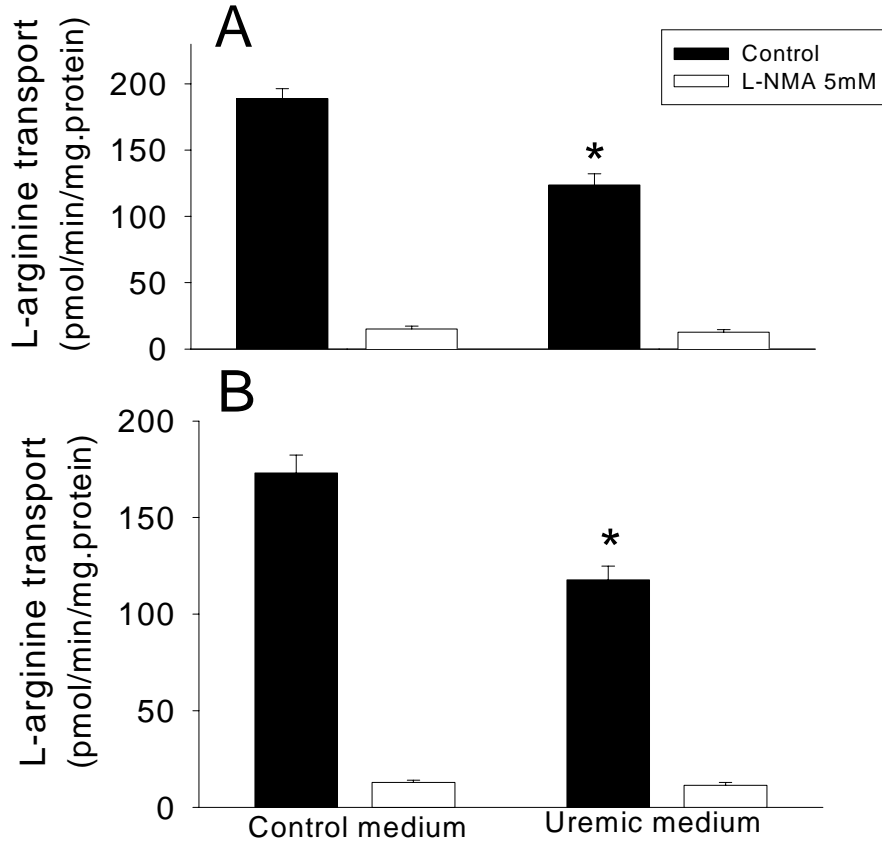 A
Control
L-NMA 5mM
L-arginine transport
(pmol/min/mg.protein)
200
150
100
50
0
*
B
L-arginine transport
(pmol/min/mg.protein)
200
150
100
50
0
*
Control medium
Uremic medium